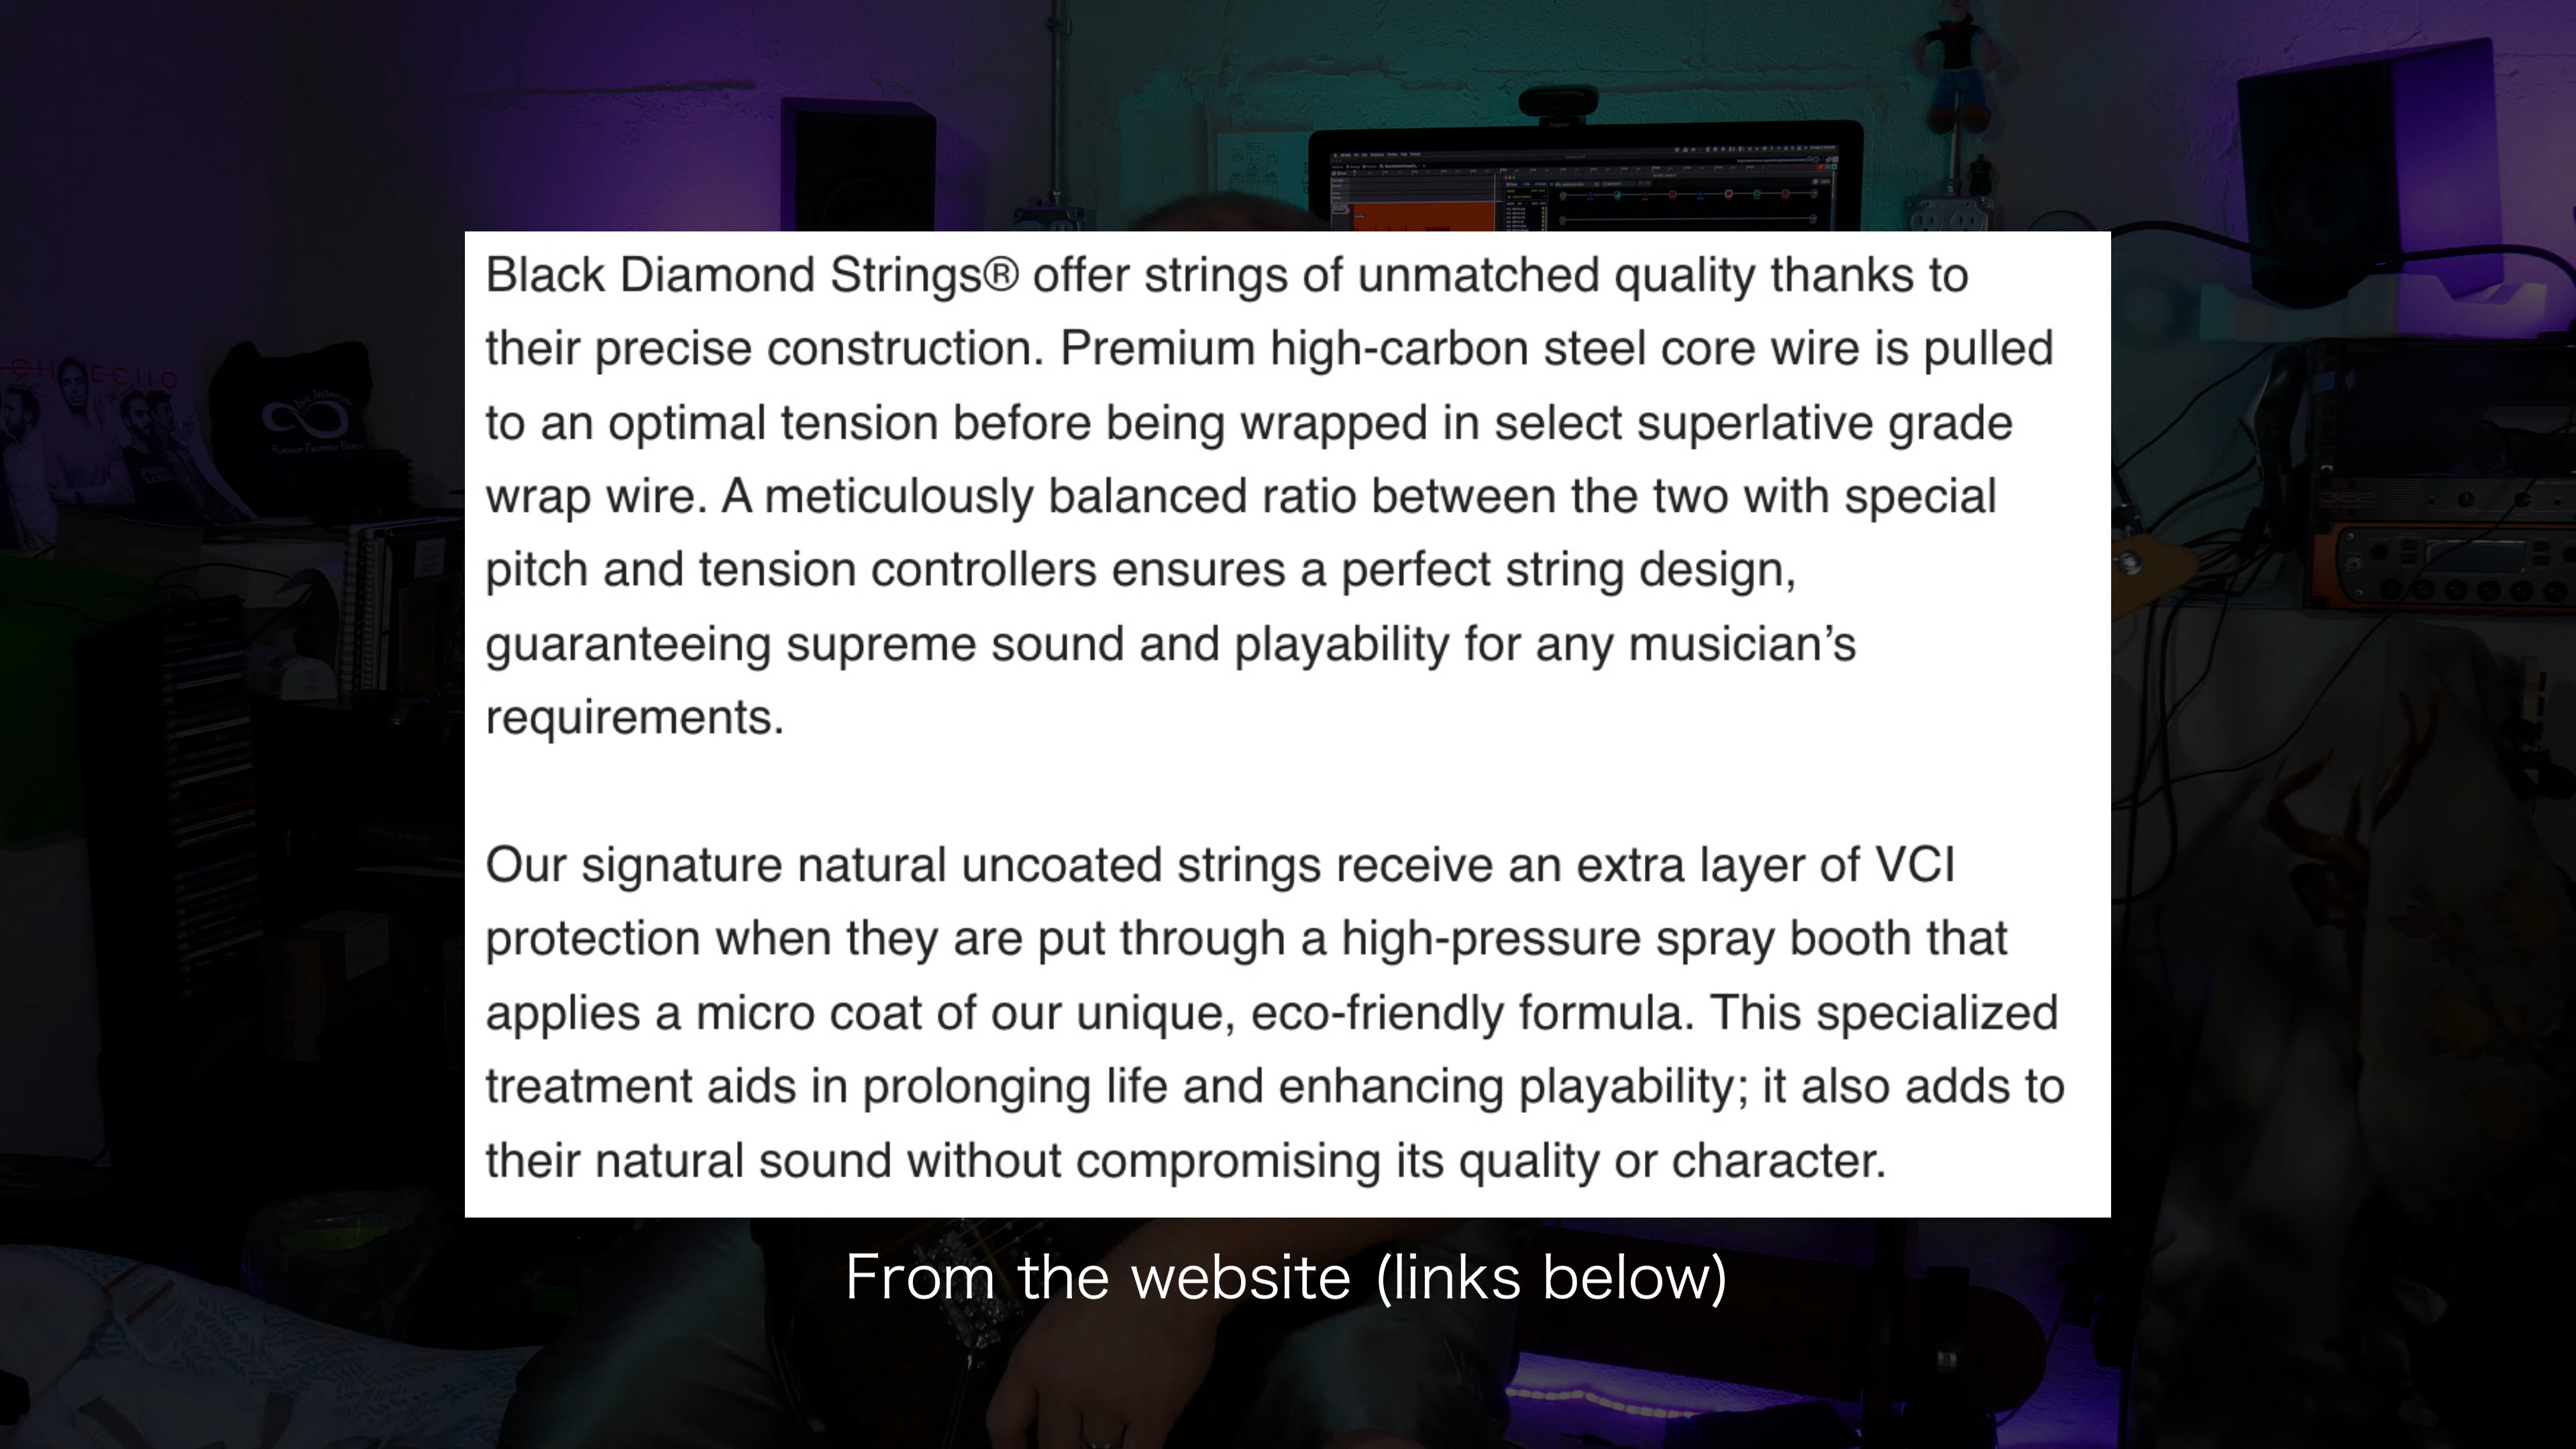 Black Diamond Strings® offer strings of unmatched quality thanks to
their precise construction. Premium high-carbon steel core wire is pulled
to an optimal tension before being wrapped in select superlative grade
wrap wire. A meticulously balanced ratio between the two with special
pitch and tension controllers ensures a perfect string design,
guaranteeing supreme sound and playability for any musician’s
requirements.
Our signature natural uncoated strings receive an extra layer of VCI
protection when they are put through a high-pressure spray booth that
applies a micro coat of our unique, eco-friendly formula. This specialized
treatment aids in prolonging life and enhancing playability; it also adds to
their natural sound without compromising its quality or character.
From the website (links below)